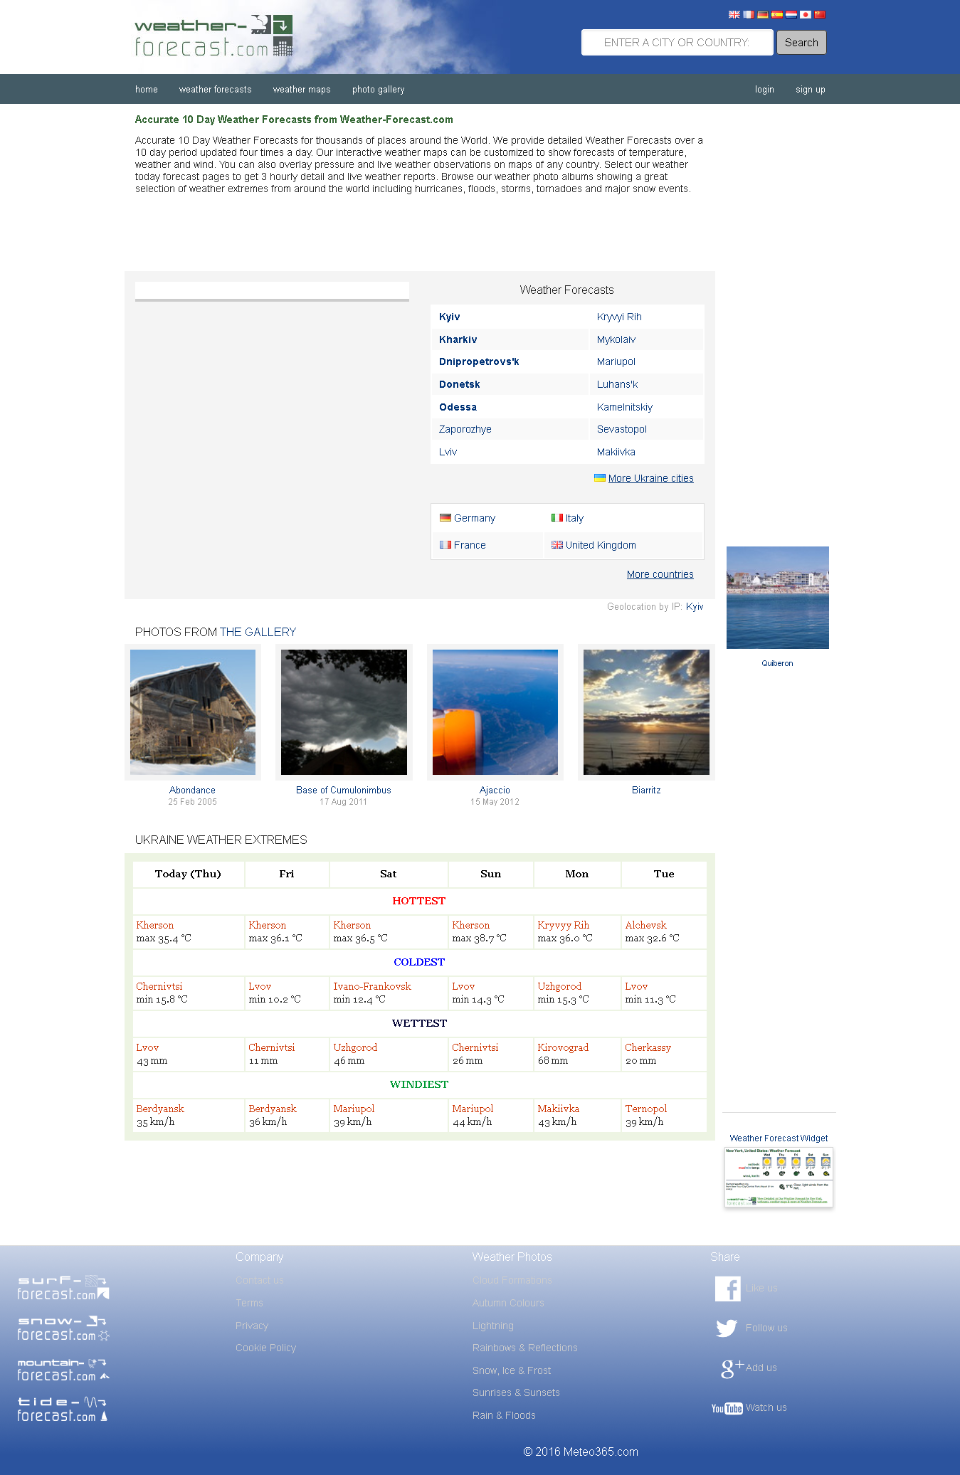 weather-
forecast.com
ENTER A CITY OR COUNTRY:
Search
home weather forecasts weather maps photo gallery login sign up
Accurate 10 Day Weather Forecasts from Weather-Forecast.com
Accurate 10 Day Weather Forecasts for thousands of places around the World. We provide detailed Weather Forecasts over a
10 day period updated four times a day. Our interactive weather maps can be customized to show forecasts of temperature,
weather and wind. You can also overlay pressure and live weather observations on maps of any country. Select our weather
today forecast pages to get 3 hourly detail and live weather reports. Browse our weather photo albums showing a great
selection of weather extremes from around the world including hurricanes, floods, storms, tornadoes and major snow events.
Weather Forecasts
Kyiv Kryvyi Rih
Kharkiv Mykolaiv
Dnipropetrovs'k Mariupol
Donetsk Luhans'k
Odessa Kamelnitskiy
Zaporozhye Sevastopol
Lviv Makiivka
More Ukraine cities
Germany Italy
France United Kingdom
More countries
Geolocation by IP: Kyiv
Quiberon
PHOTOS FROM THE GALLERY
Abondance Base of Cumulonimbus Ajaccio Biarritz
25 Feb 2005 17 Aug 2011 15 May 2012
UKRAINE WEATHER EXTREMES
Today (Thu) Fri Sat Sun Mon Tue
HOTTEST
Kherson Kherson Kherson Kherson Kryvyy Rih Alchevsk
max 35.4 °C max 36.1 °C max 36.5 °C max 38.7 °C max 36.0 °C max 32.6 °C
COLDEST
Chernivtsi Lvov Ivano-Frankovsk Lvov Uzhgorod Lvov
min 15.8 °C min 10.2 °C min 12.4 °C min 14.3 °C min 15.3 °C min 11.3 °C
WETTEST
Lvov Chernivtsi Uzhgorod Chernivtsi Kirovograd Cherkassy
43 mm 11 mm 46 mm 26 mm 68 mm 20 mm
WINDIEST
Berdyansk Berdyansk Mariupol Mariupol Makiivka Ternopol
35 km/h 36 km/h 39 km/h 44 km/h 43 km/h 39 km/h
Weather Forecast Widget
New York, United States: Weather Forecast
surf-
forecast.com
snow-
forecast.com
mountain-
forecast.com
tide-
forecast.com
Company
Contact us
Terms
Privacy
Cookie Policy
Weather Photos
Cloud Formations
Autumn Colours
Lightning
Rainbows & Reflections
Snow, Ice & Frost
Sunrises & Sunsets
Rain & Floods
Share
Like us
Follow us
g+ Add us
YouTube Watch us
© 2016 Meteo365.com